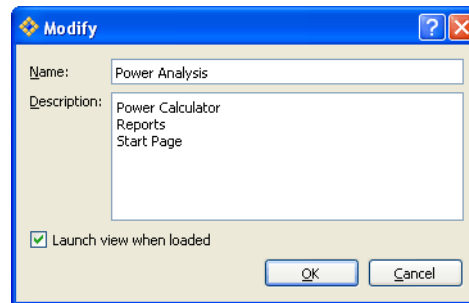 Modify
Name: Power Analysis
Description: Power Calculator
Reports
Start Page
Launch view when loaded
OK Cancel